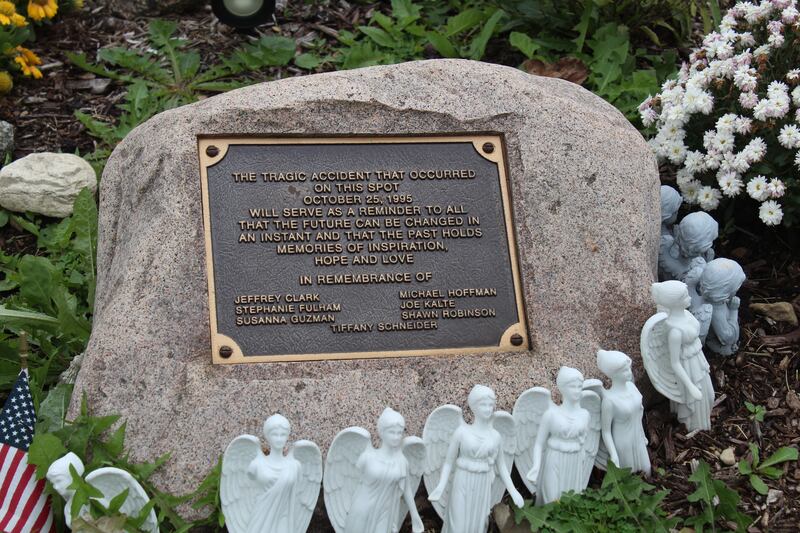 THE TRAGIC ACCIDENT THAT OCCURRED
ON THIS SPOT
OCTOBER 25, 1995
WILL SERVE AS A REMINDER TO ALL
THAT THE FUTURE CAN BE CHANGED IN
AN INSTANT AND THAT THE PAST HOLDS
MEMORIES OF INSPIRATION,
HOPE AND LOVE
IN REMEMBRANCE OF
JEFFREY CLARK
STEPHANIE FULHAM
SUSANNA GUZMAN
MICHAEL HOFFMAN
JOE KALTE
SHAWN ROBINSON
TIFFANY SCHNEIDER